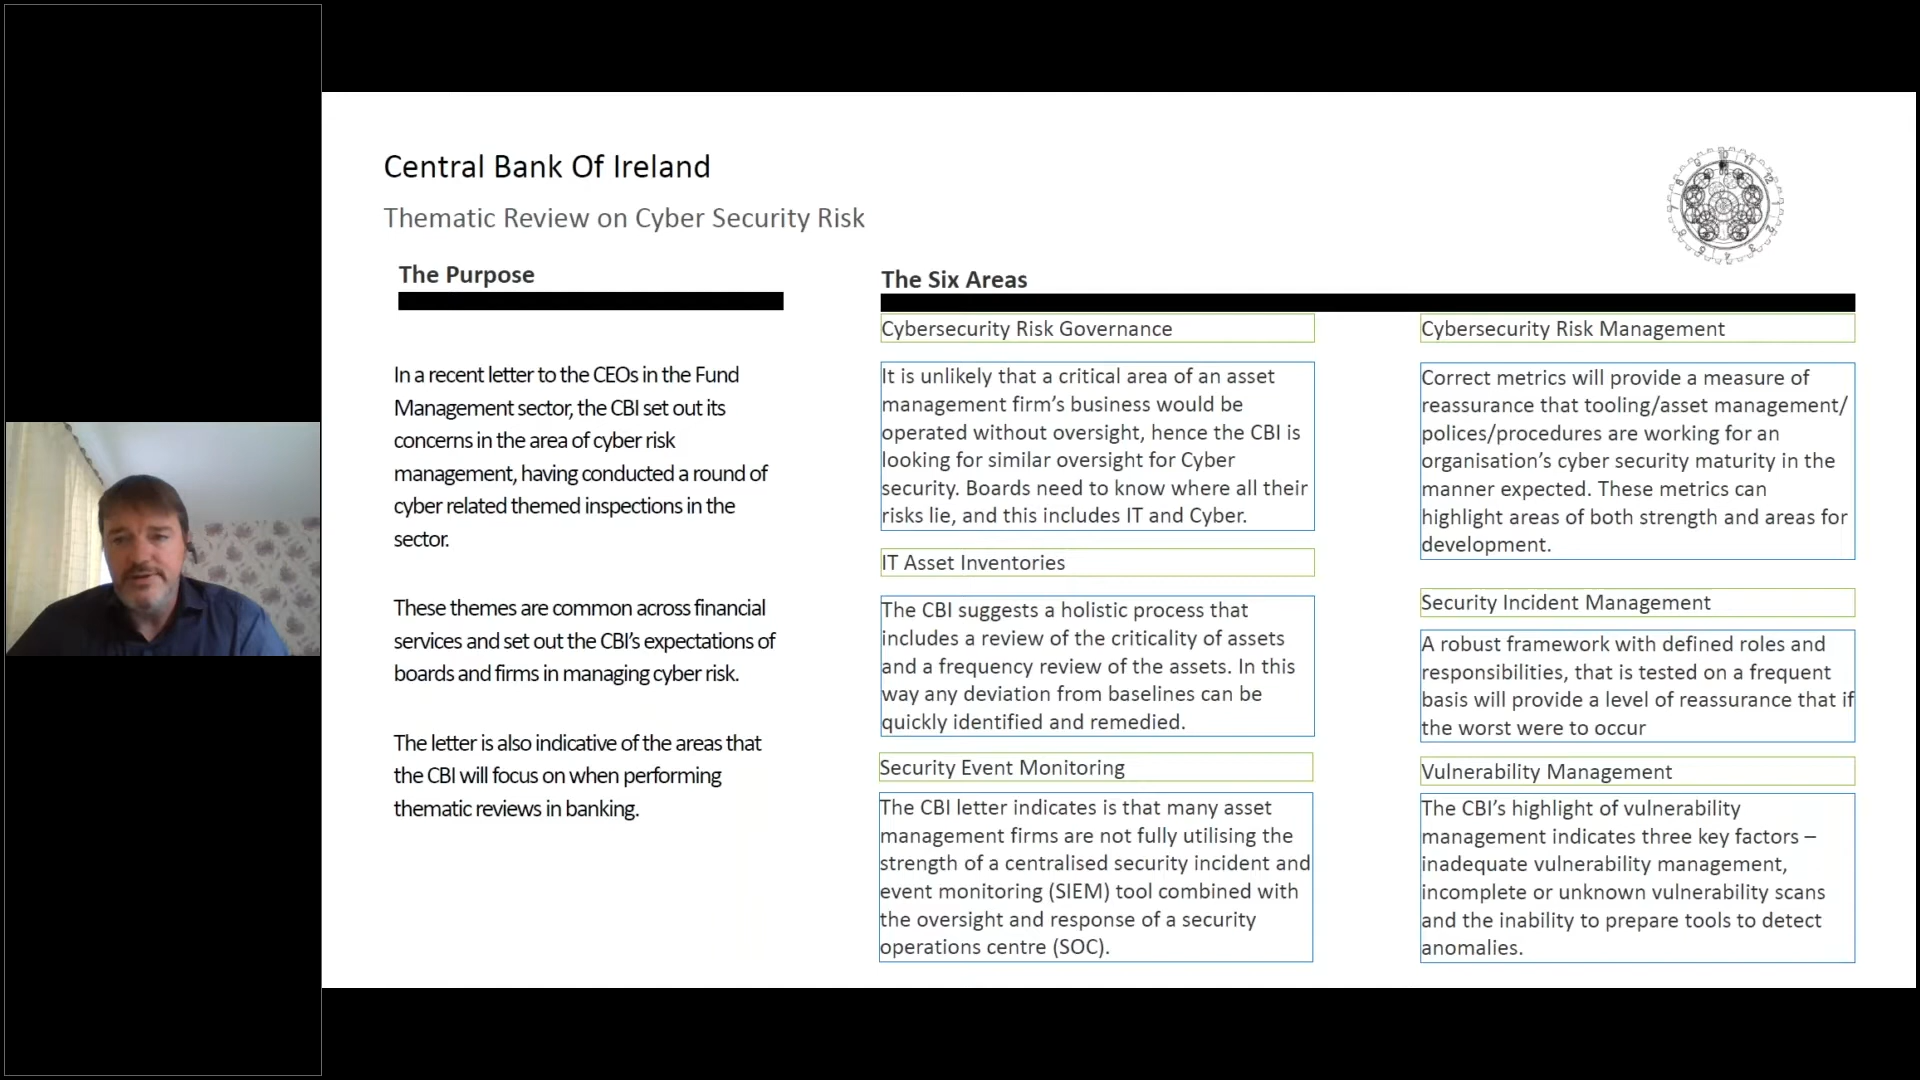 Central Bank Of Ireland
Thematic Review on Cyber Security Risk
The Purpose
In a recent letter to the CEOs in the Fund
Management sector, the CBI set out its
concerns in the area of cyber risk
management, having conducted a round of
cyber related themed inspections in the
sector.
These themes are common across financial
services and set out the CBI’s expectations of
boards and firms in managing cyber risk.
The letter is also indicative of the areas that
the CBI will focus on when performing
thematic reviews in banking.
The Six Areas
Cybersecurity Risk Governance
It is unlikely that a critical area of an asset
management firm’s business would be
operated without oversight, hence the CBI is
looking for similar oversight for Cyber
security. Boards need to know where all their
risks lie, and this includes IT and Cyber.
IT Asset Inventories
The CBI suggests a holistic process that
includes a review of the criticality of assets
and a frequency review of the assets. In this
way any deviation from baselines can be
quickly identified and remedied.
Security Event Monitoring
The CBI letter indicates is that many asset
management firms are not fully utilising the
strength of a centralised security incident and
event monitoring (SIEM) tool combined with
the oversight and response of a security
operations centre (SOC).
Cybersecurity Risk Management
Correct metrics will provide a measure of
reassurance that tooling/asset management/
polices/procedures are working for an
organisation’s cyber security maturity in the
manner expected. These metrics can
highlight areas of both strength and areas for
development.
Security Incident Management
A robust framework with defined roles and
responsibilities, that is tested on a frequent
basis will provide a level of reassurance that if
the worst were to occur
Vulnerability Management
The CBI’s highlight of vulnerability
management indicates three key factors –
inadequate vulnerability management,
incomplete or unknown vulnerability scans
and the inability to prepare tools to detect
anomalies.